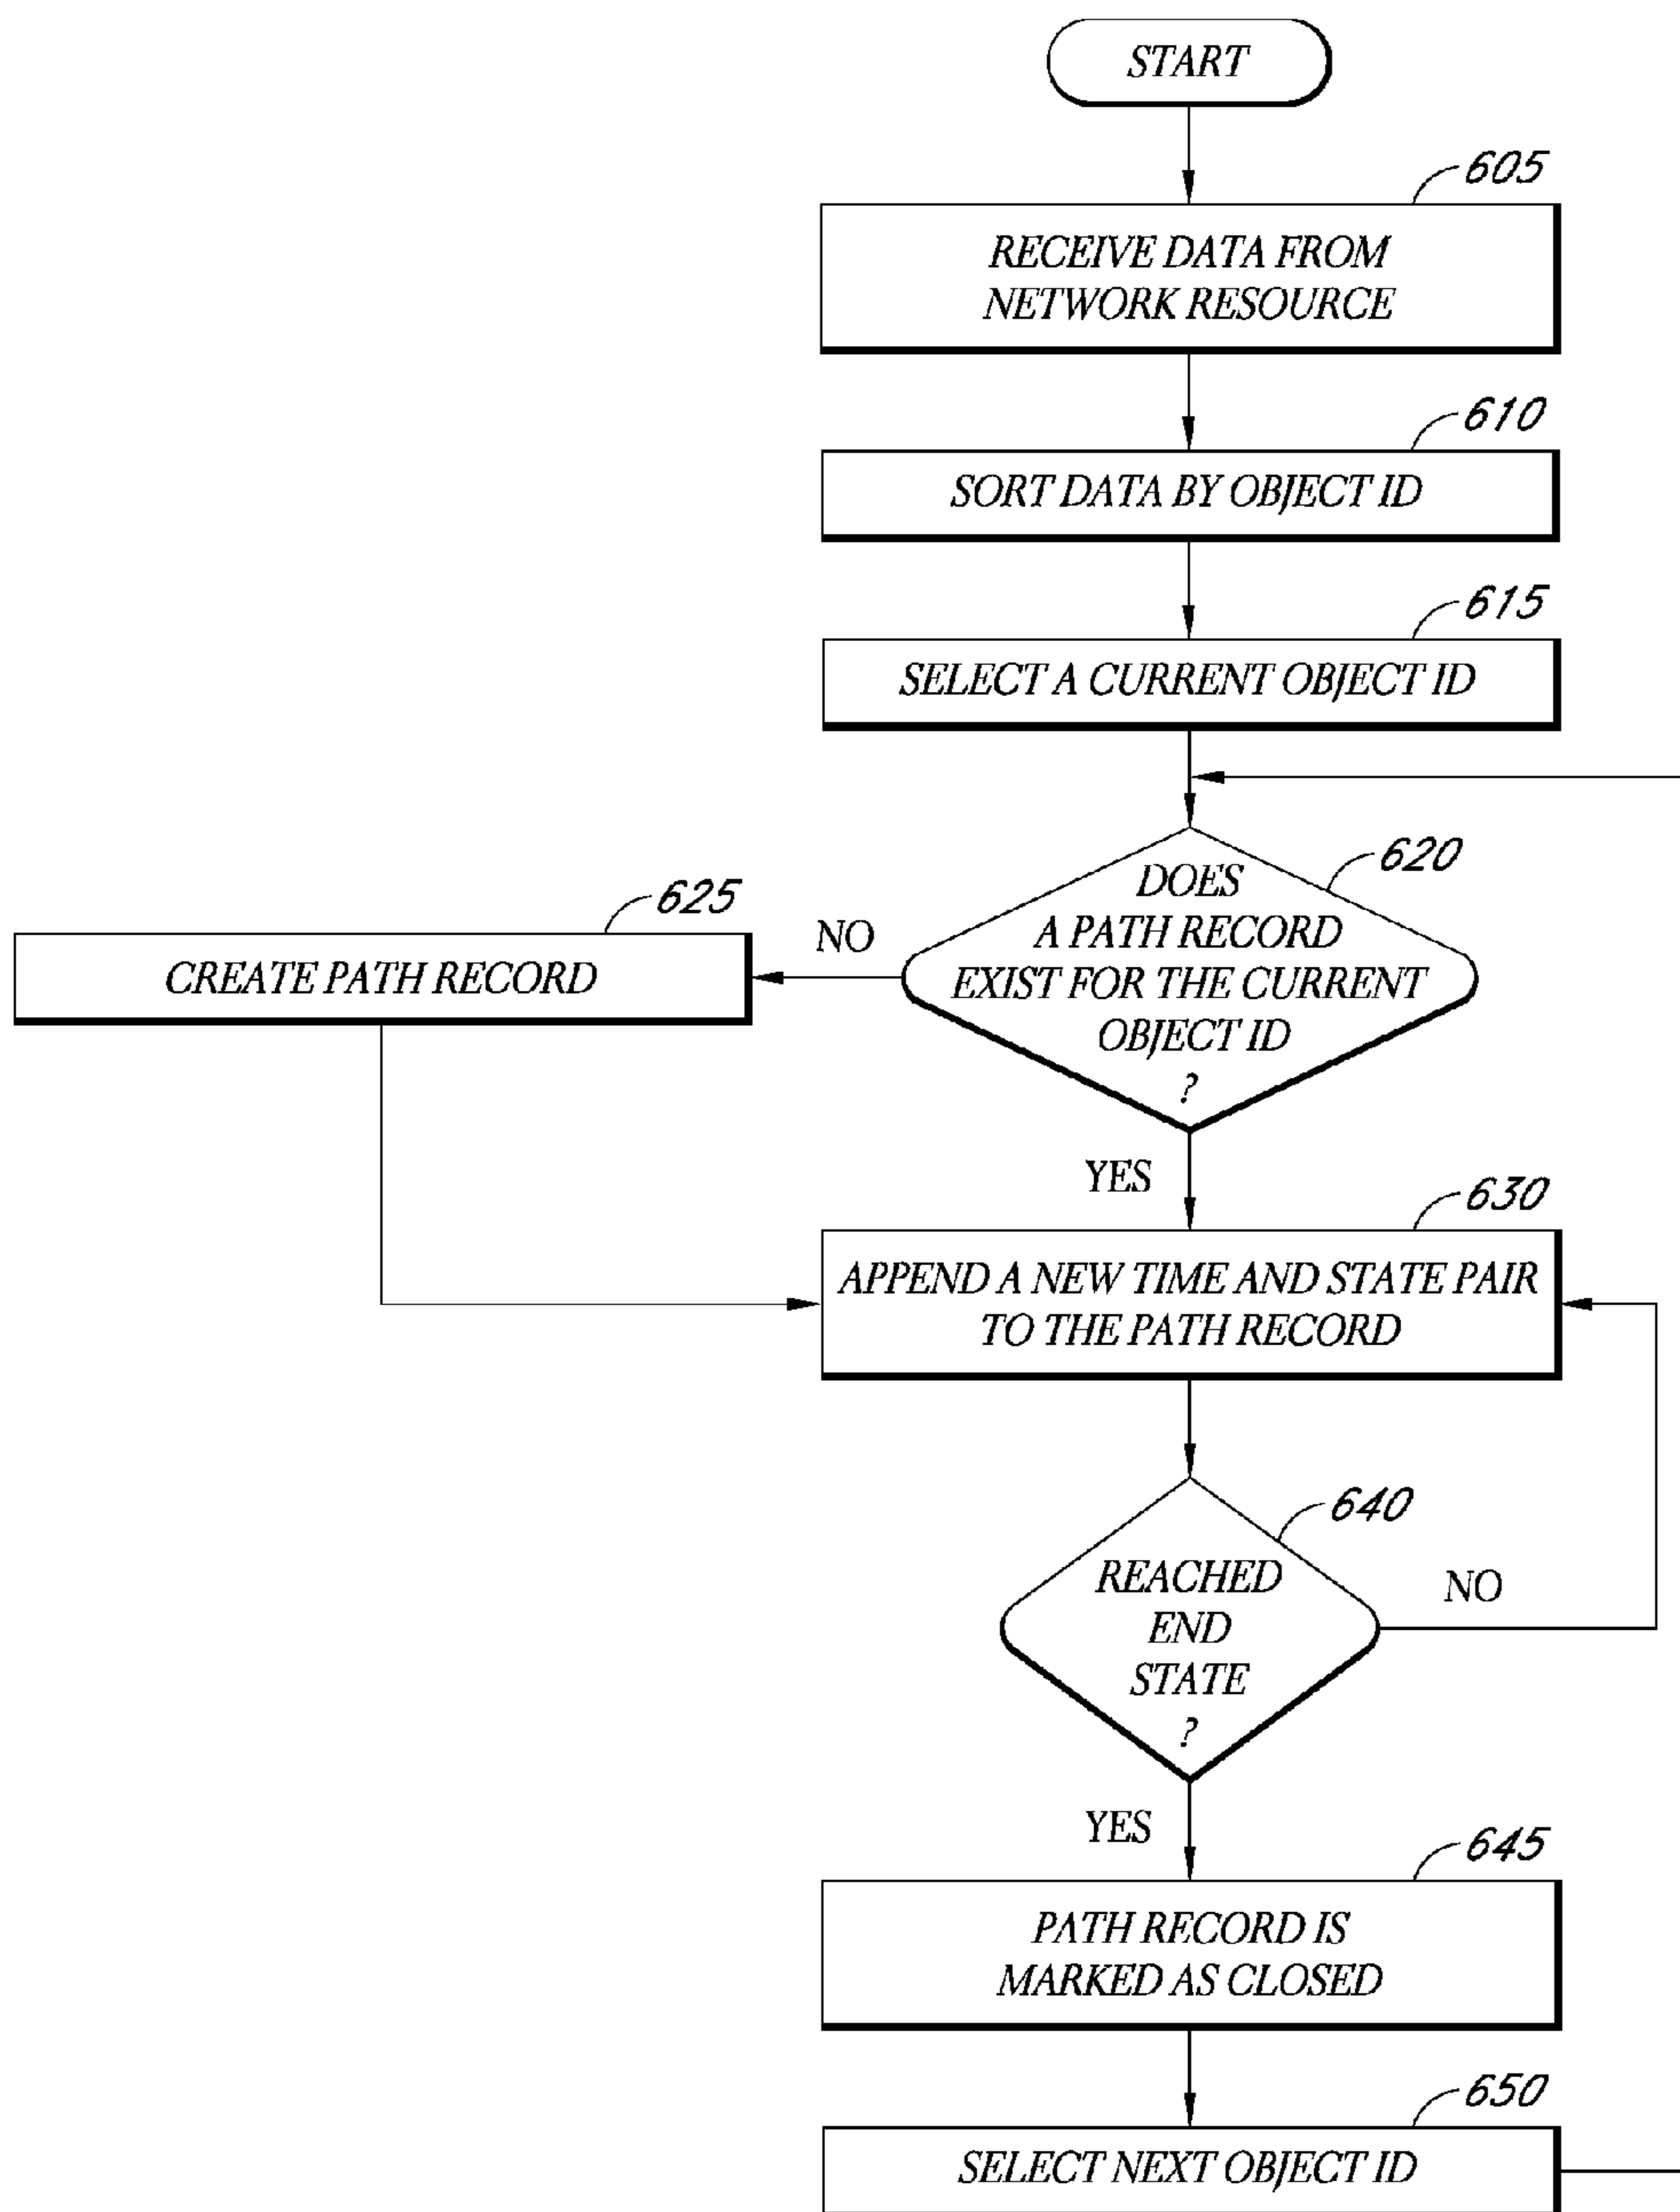 START
605
RECEIVE DATA FROM
NETWORK RESOURCE
610
SORT DATA BY OBJECT ID
615
SELECT A CURRENT OBJECT ID
620
DOES
A PATH RECORD
EXIST FOR THE CURRENT
OBJECT ID
?
NO
625
CREATE PATH RECORD
YES
630
APPEND A NEW TIME AND STATE PAIR
TO THE PATH RECORD
640
REACHED
END
STATE
?
NO
YES
645
PATH RECORD IS
MARKED AS CLOSED
650
SELECT NEXT OBJECT ID